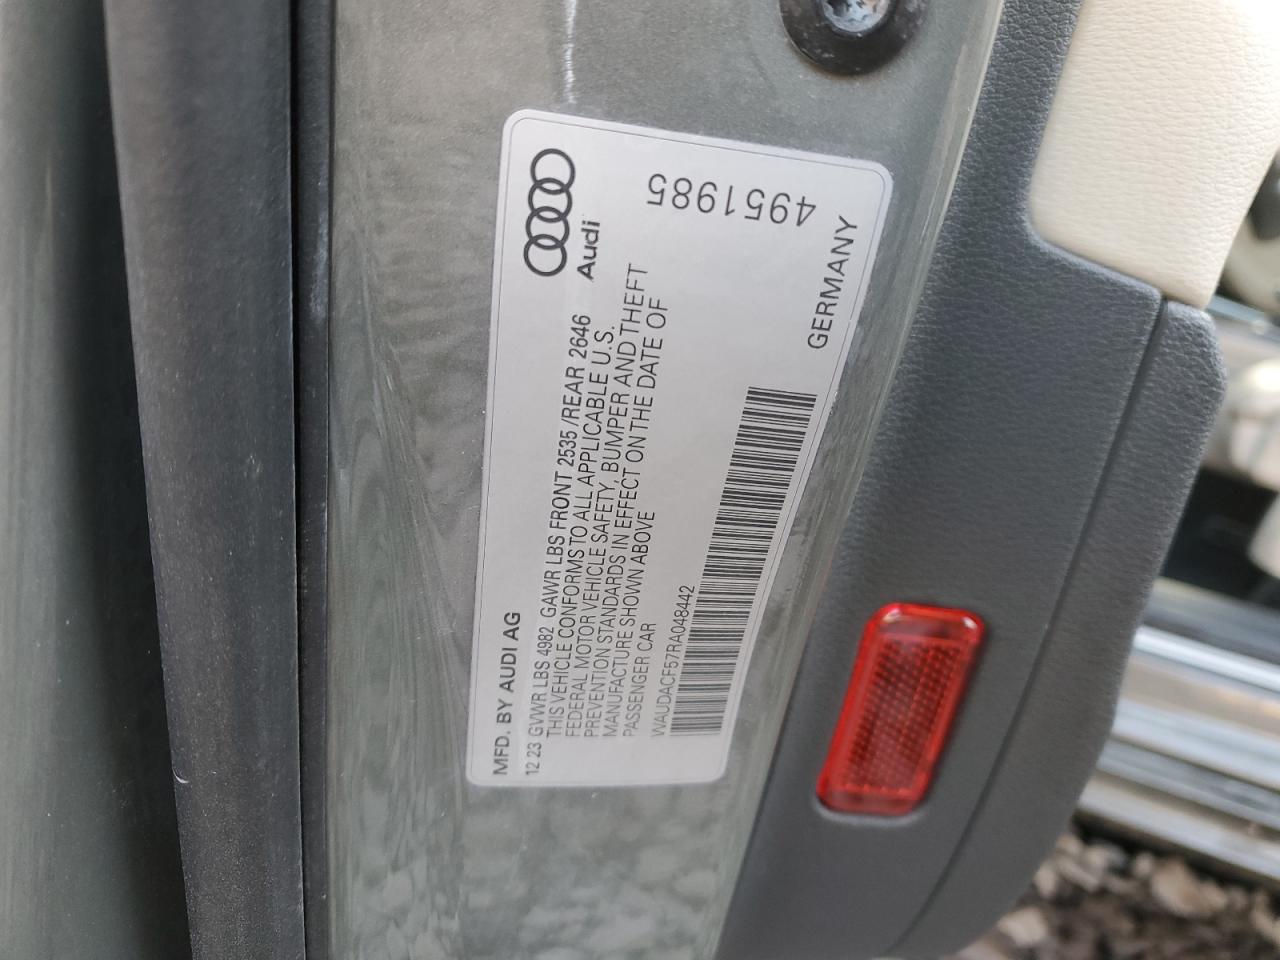 Audi
MFD. BY AUDI AG
12 23 GVWR LBS 4982 GAWR LBS FRONT 2535 /REAR 2646
THIS VEHICLE CONFORMS TO ALL APPLICABLE U.S.
FEDERAL MOTOR VEHICLE SAFETY, BUMPER AND THEFT
PREVENTION STANDARDS IN EFFECT ON THE DATE OF
MANUFACTURE SHOWN ABOVE
PASSENGER CAR
WAUDACF57RA048442
4951985
GERMANY